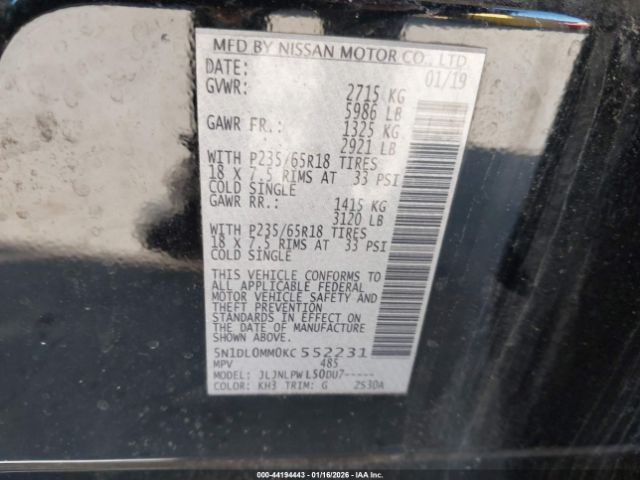 MFD BY NISSAN MOTOR CO., LTD.
DATE: 01/19
GVWR: 2715 KG
5986 LB
GAWR FR.: 1325 KG
2921 LB
WITH P235/65R18 TIRES
18 X 7.5 RIMS AT 33 PSI
COLD SINGLE
GAWR RR.: 1415 KG
3120 LB
WITH P235/65R18 TIRES
18 X 7.5 RIMS AT 33 PSI
COLD SINGLE
THIS VEHICLE CONFORMS TO
ALL APPLICABLE FEDERAL
MOTOR VEHICLE SAFETY AND
THEFT PREVENTION
STANDARDS IN EFFECT ON
THE DATE OF MANUFACTURE
SHOWN ABOVE.
5N1DL0MM0KC552231
MPV 485
MODEL: JLJNLPWL50DU7-----
COLOR: KH3 TRIM: G ZS30A
000-44194443 - 01/16/2026 - IAAI, Inc.